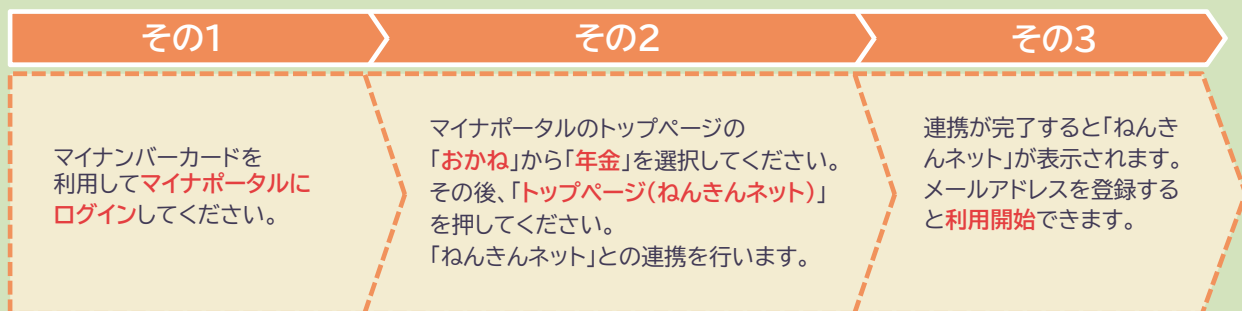 その1
マイナンバーカードを
利用してマイナポータルに
ログインしてください。
その2
マイナポータルのトップページの
「おかね」から「年金」を選択してください。
その後、「トップページ(ねんきんネット)」
を押してください。
「ねんきんネット」との連携を行います。
その3
連携が完了すると「ねんき
んネット」が表示されます。
メールアドレスを登録する
と利用開始できます。